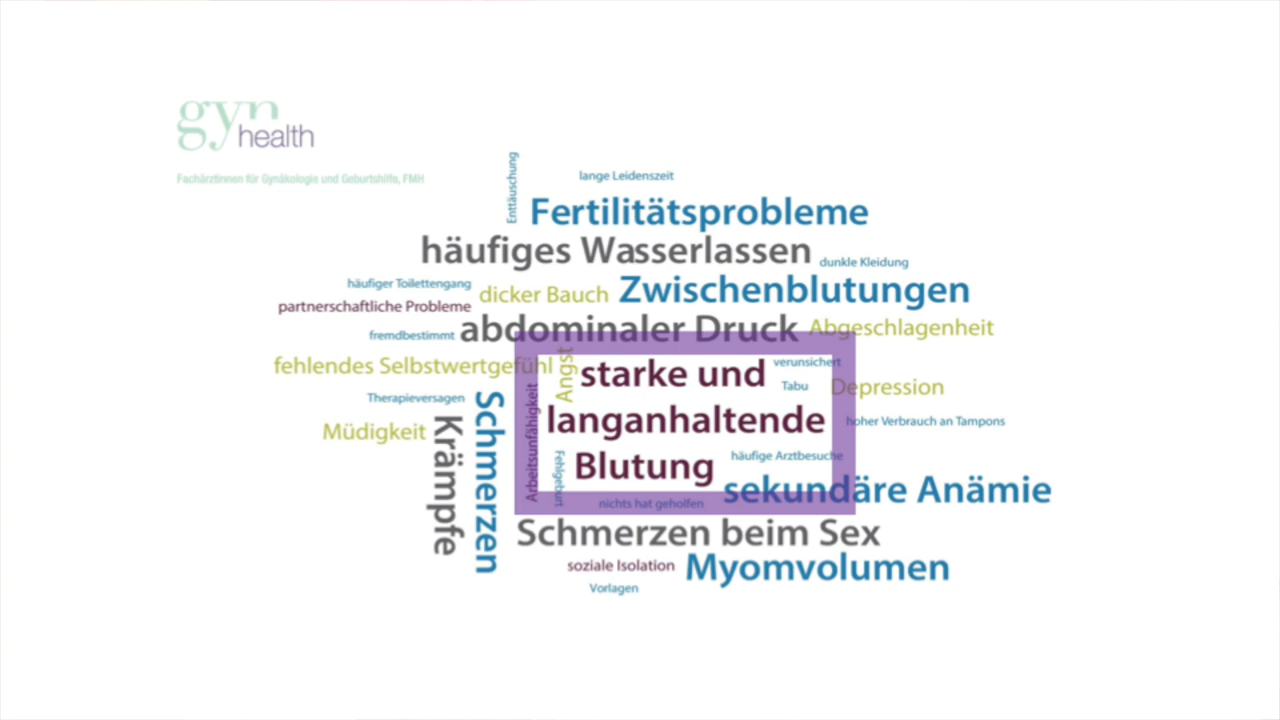 gyn
health
Fachärztinnen für Gynäkologie und Geburtshilfe, FMH
Enttäuschung
lange Leidenszeit
Fertilitätsprobleme
häufiges Wasserlassen
dunkle Kleidung
häufiger Toilettengang
dicker Bauch
Zwischenblutungen
partnerschaftliche Probleme
fremdbestimmt
abdominaler Druck
Abgeschlagenheit
fehlendes Selbstwertgefühl
Angst
starke und
verunsichert
Tabu
Depression
Therapieversagen
Schmerzen
Arbeitsunfähigkeit
langanhaltende
hoher Verbrauch an Tampons
Müdigkeit
Krämpfe
Fehlgeburt
Blutung
häufige Arztbesuche
sekundäre Anämie
nichts hat geholfen
Schmerzen beim Sex
soziale Isolation
Myomvolumen
Vorlagen